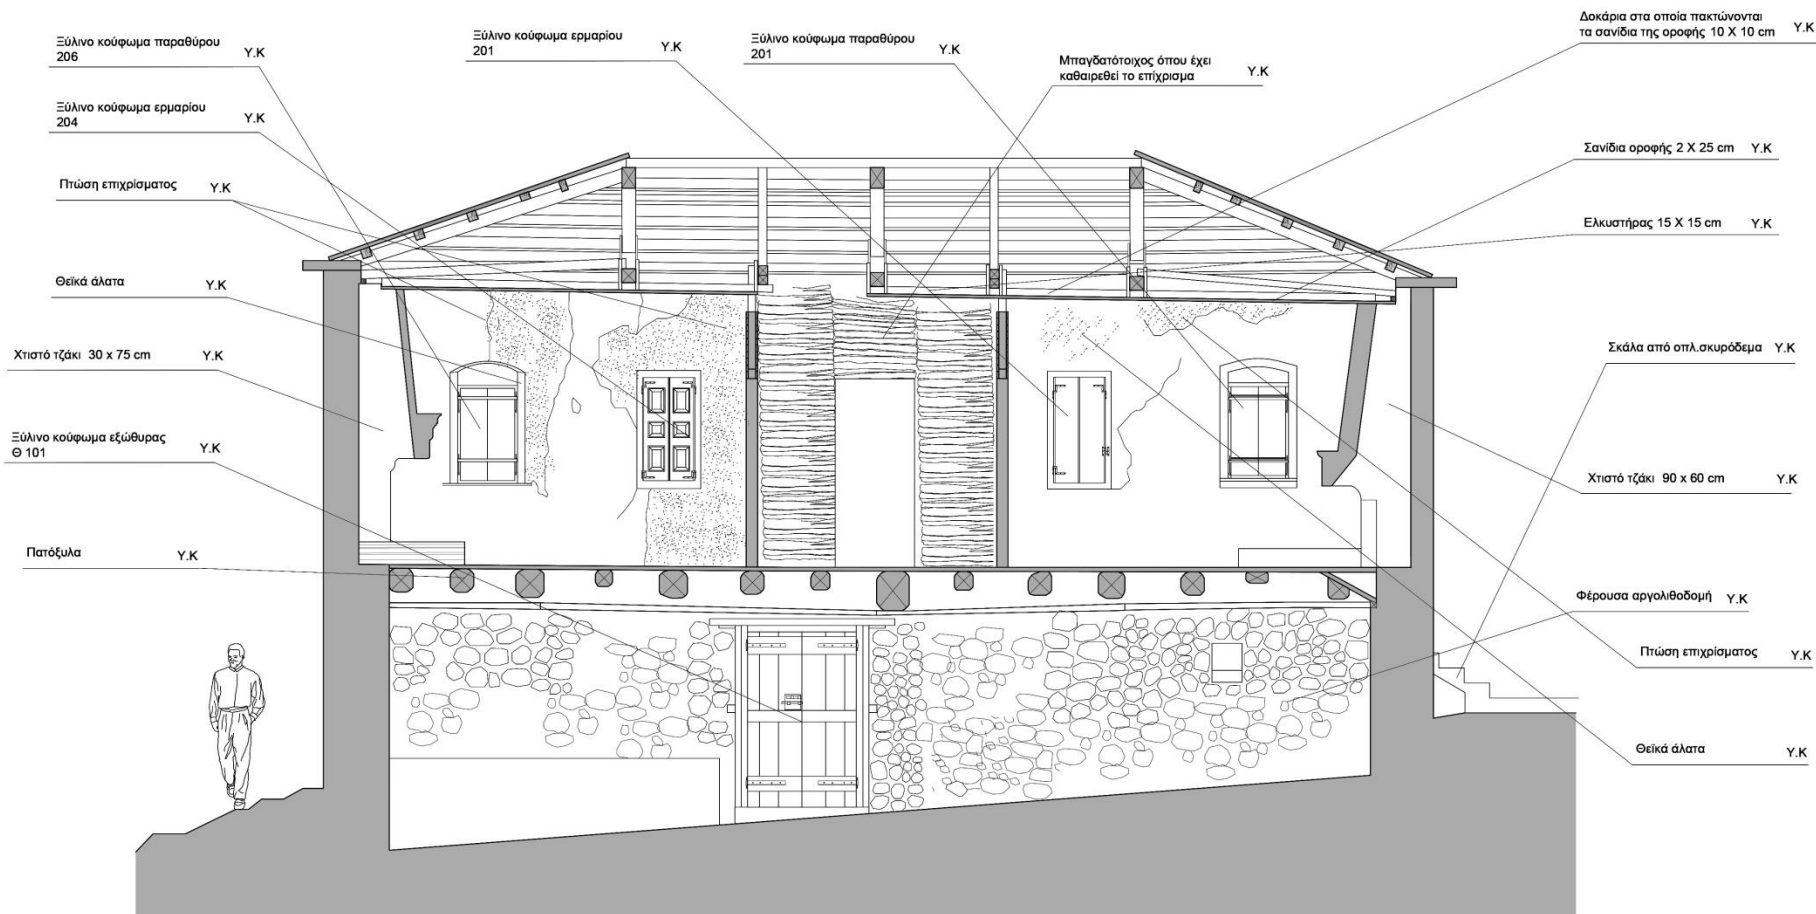 Ξύλινο κούφωμα παραθύρου
206 Υ.Κ
Ξύλινο κούφωμα ερμαρίου
204 Υ.Κ
Πτώση επιχρίσματος Υ.Κ
Θεϊκά άλατα Υ.Κ
Χτιστό τζάκι 30 x 75 cm Υ.Κ
Ξύλινο κούφωμα εξώθυρας
Θ 101 Υ.Κ
Πατόξυλα Υ.Κ
Ξύλινο κούφωμα ερμαρίου
201 Υ.Κ
Ξύλινο κούφωμα παραθύρου
201 Υ.Κ
Μπαγδατότοιχος όπου έχει
καθαιρεθεί το επίχρισμα Υ.Κ
Δοκάρια στα οποία πακτώνονται
τα σανίδια της οροφής 10 Χ 10 cm Υ.Κ
Σανίδια οροφής 2 Χ 25 cm Υ.Κ
Ελκυστήρας 15 Χ 15 cm Υ.Κ
Σκάλα από οπλ.σκυρόδεμα Υ.Κ
Χτιστό τζάκι 90 x 60 cm Υ.Κ
Φέρουσα αργολιθοδομή Υ.Κ
Πτώση επιχρίσματος Υ.Κ
Θεϊκά άλατα Υ.Κ